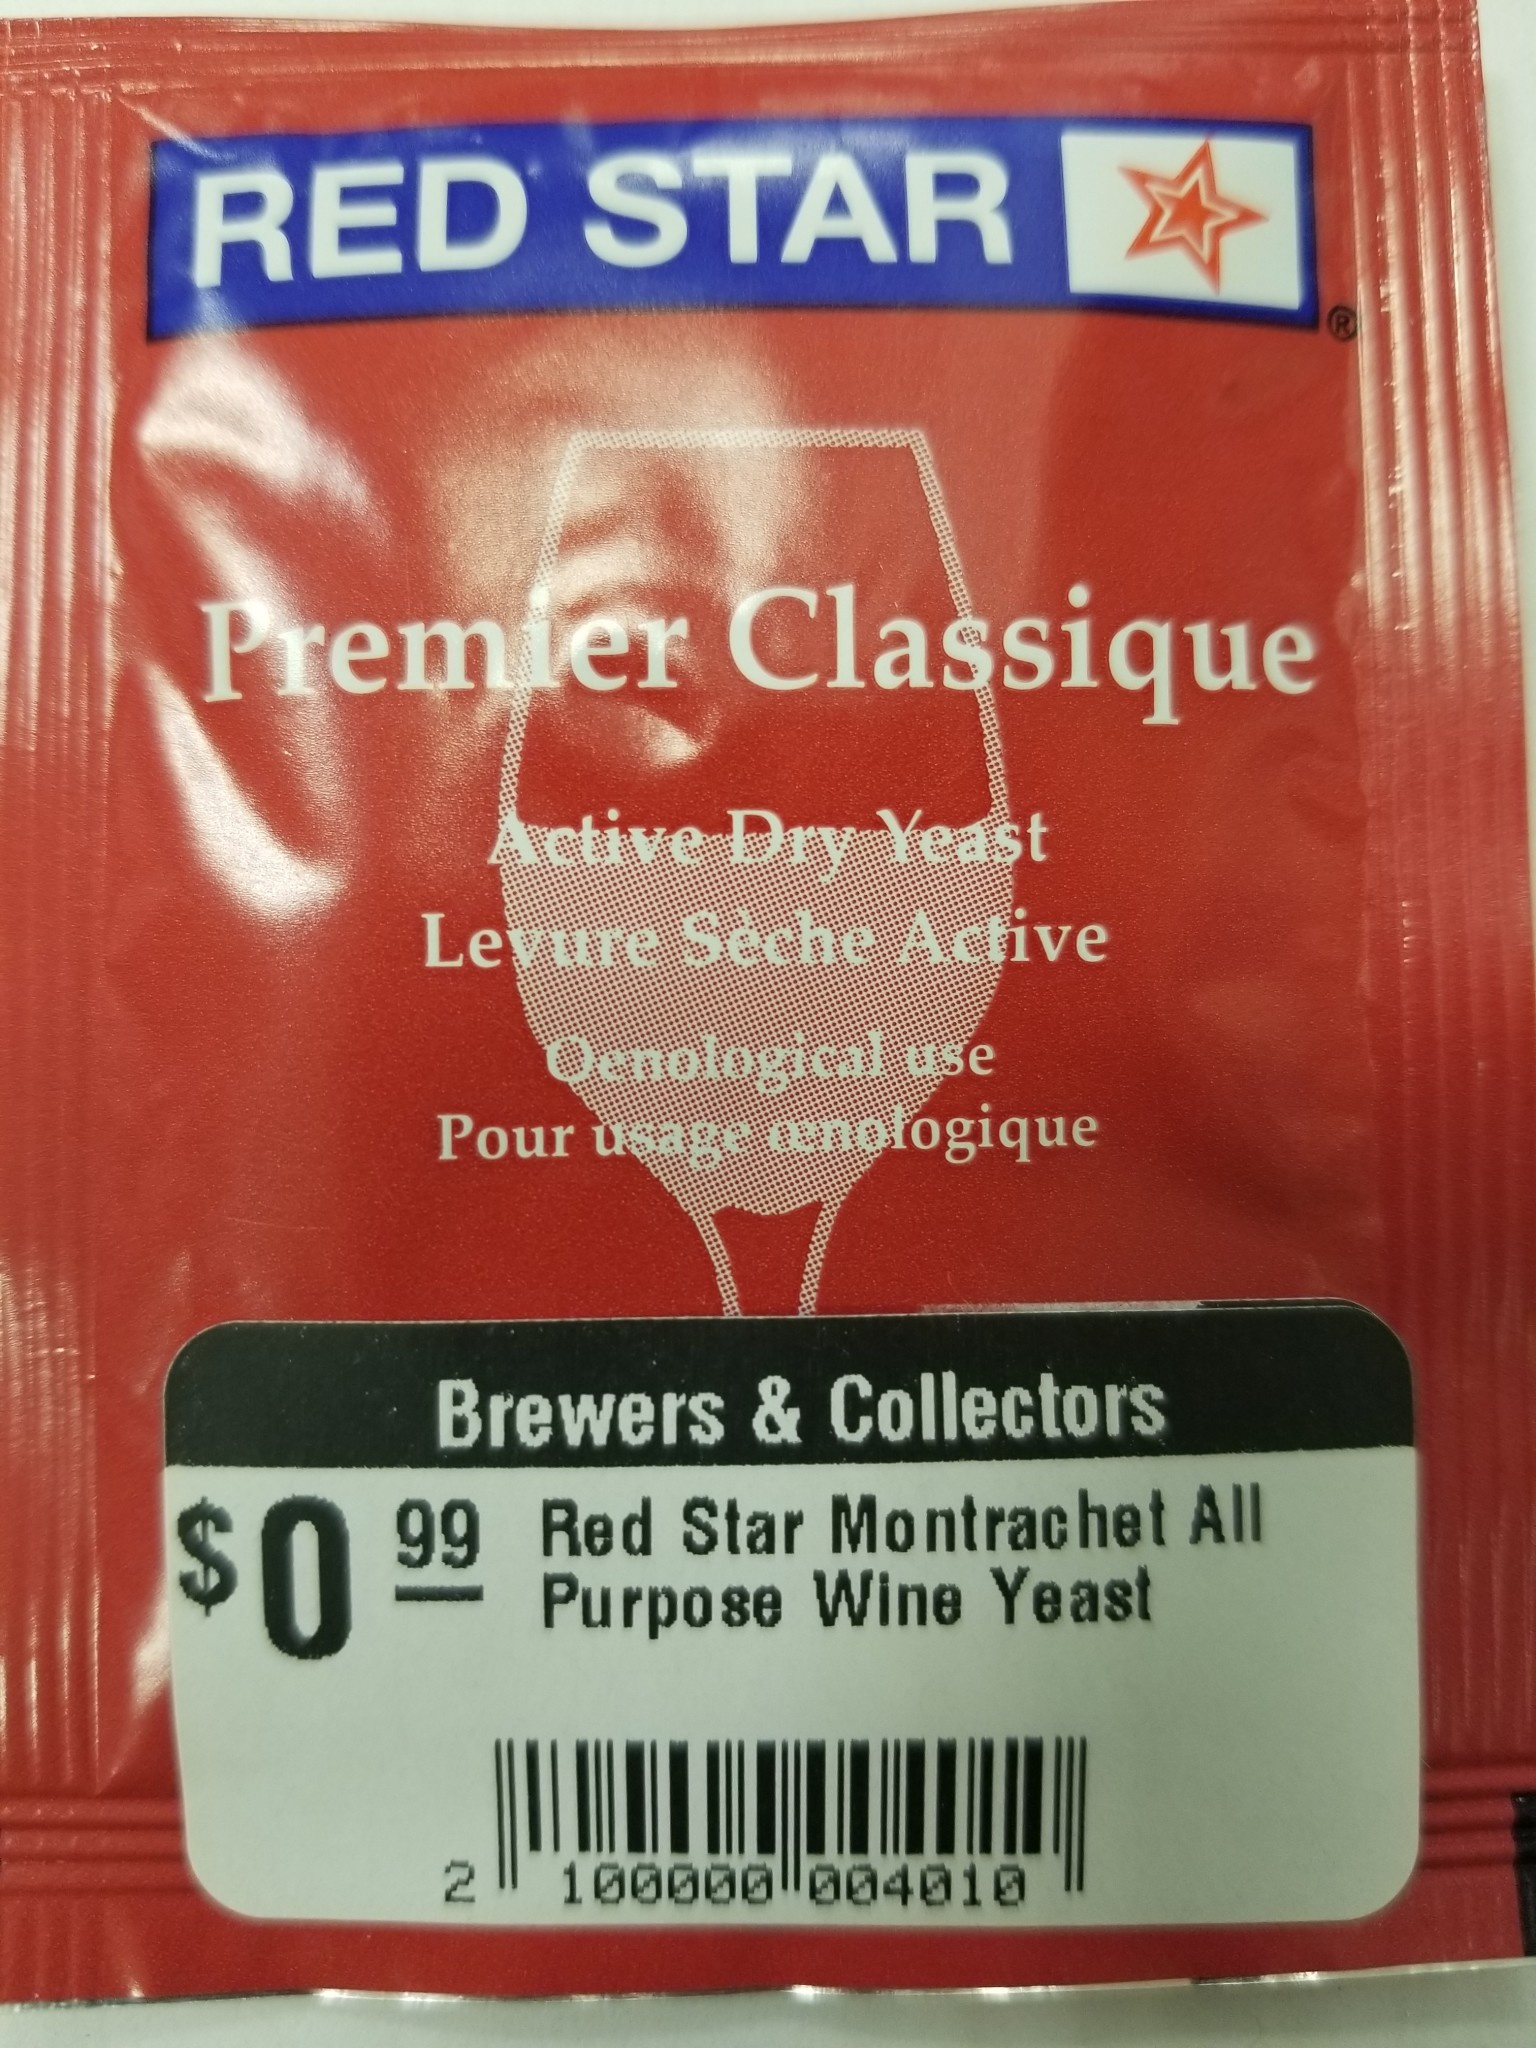 RED STAR
®
Premier Classique
Active Dry Yeast
Levure Sèche Active
Oenological use
Pour usage œnologique
Brewers & Collectors
$0 99 Red Star Montrachet All
Purpose Wine Yeast
2 100000 004010